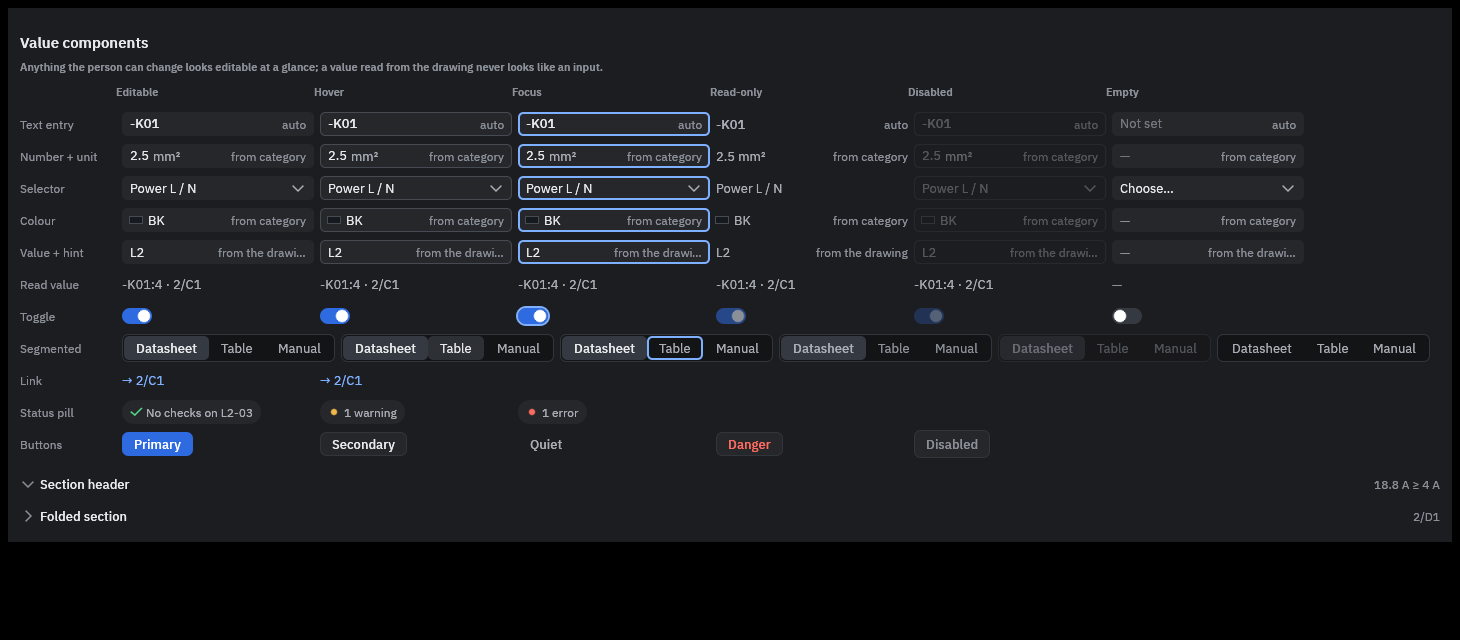 Value components
Anything the person can change looks editable at a glance; a value read from the drawing never looks like an input.
Editable Hover Focus Read-only Disabled Empty
Text entry -K01 auto -K01 auto -K01 auto -K01 auto -K01 auto Not set auto
Number + unit 2.5 mm² from category 2.5 mm² from category 2.5 mm² from category 2.5 mm² from category 2.5 mm² from category — from category
Selector Power L / N Power L / N Power L / N Power L / N Power L / N Choose...
Colour BK from category BK from category BK from category BK from category BK from category — from category
Value + hint L2 from the drawi... L2 from the drawi... L2 from the drawi... L2 from the drawing L2 from the drawi... — from the drawi...
Read value -K01:4 · 2/C1 -K01:4 · 2/C1 -K01:4 · 2/C1 -K01:4 · 2/C1 -K01:4 · 2/C1 —
Toggle
Segmented Datasheet Table Manual Datasheet Table Manual Datasheet Table Manual Datasheet Table Manual Datasheet Table Manual Datasheet Table Manual
Link → 2/C1 → 2/C1
Status pill No checks on L2-03 1 warning 1 error
Buttons Primary Secondary Quiet Danger Disabled
Section header 18.8 A ≥ 4 A
Folded section 2/D1